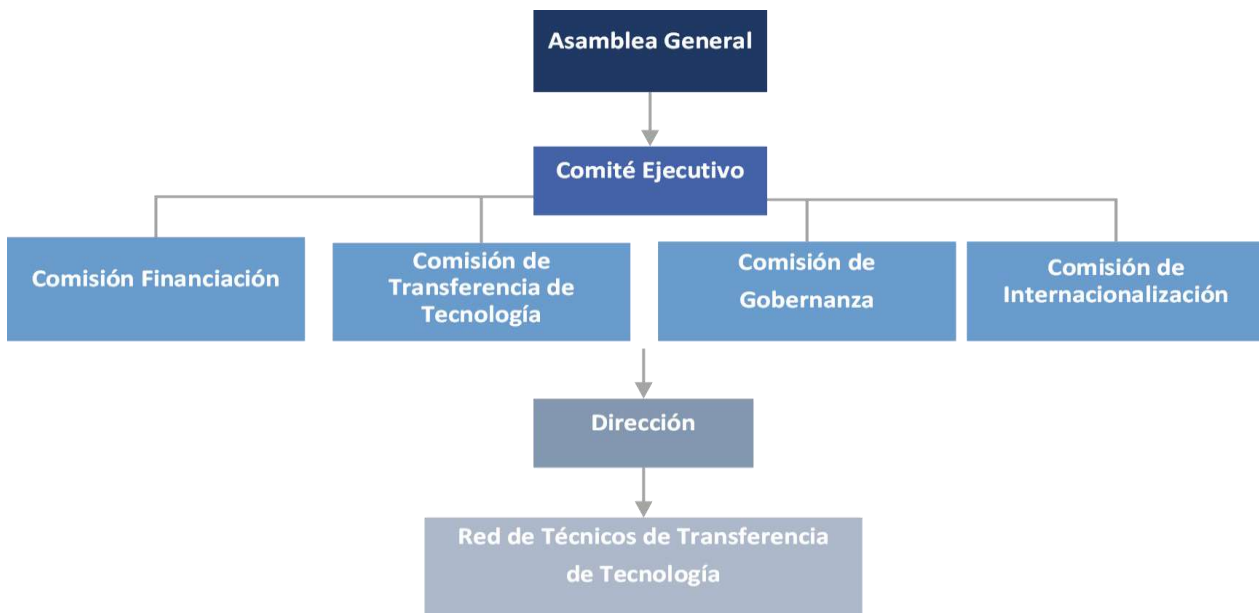 Asamblea General
Comité Ejecutivo
Comisión Financiación
Comisión de
Transferencia de
Tecnología
Comisión de
Gobernanza
Comisión de
Internacionalización
Dirección
Red de Técnicos de Transferencia
de Tecnología